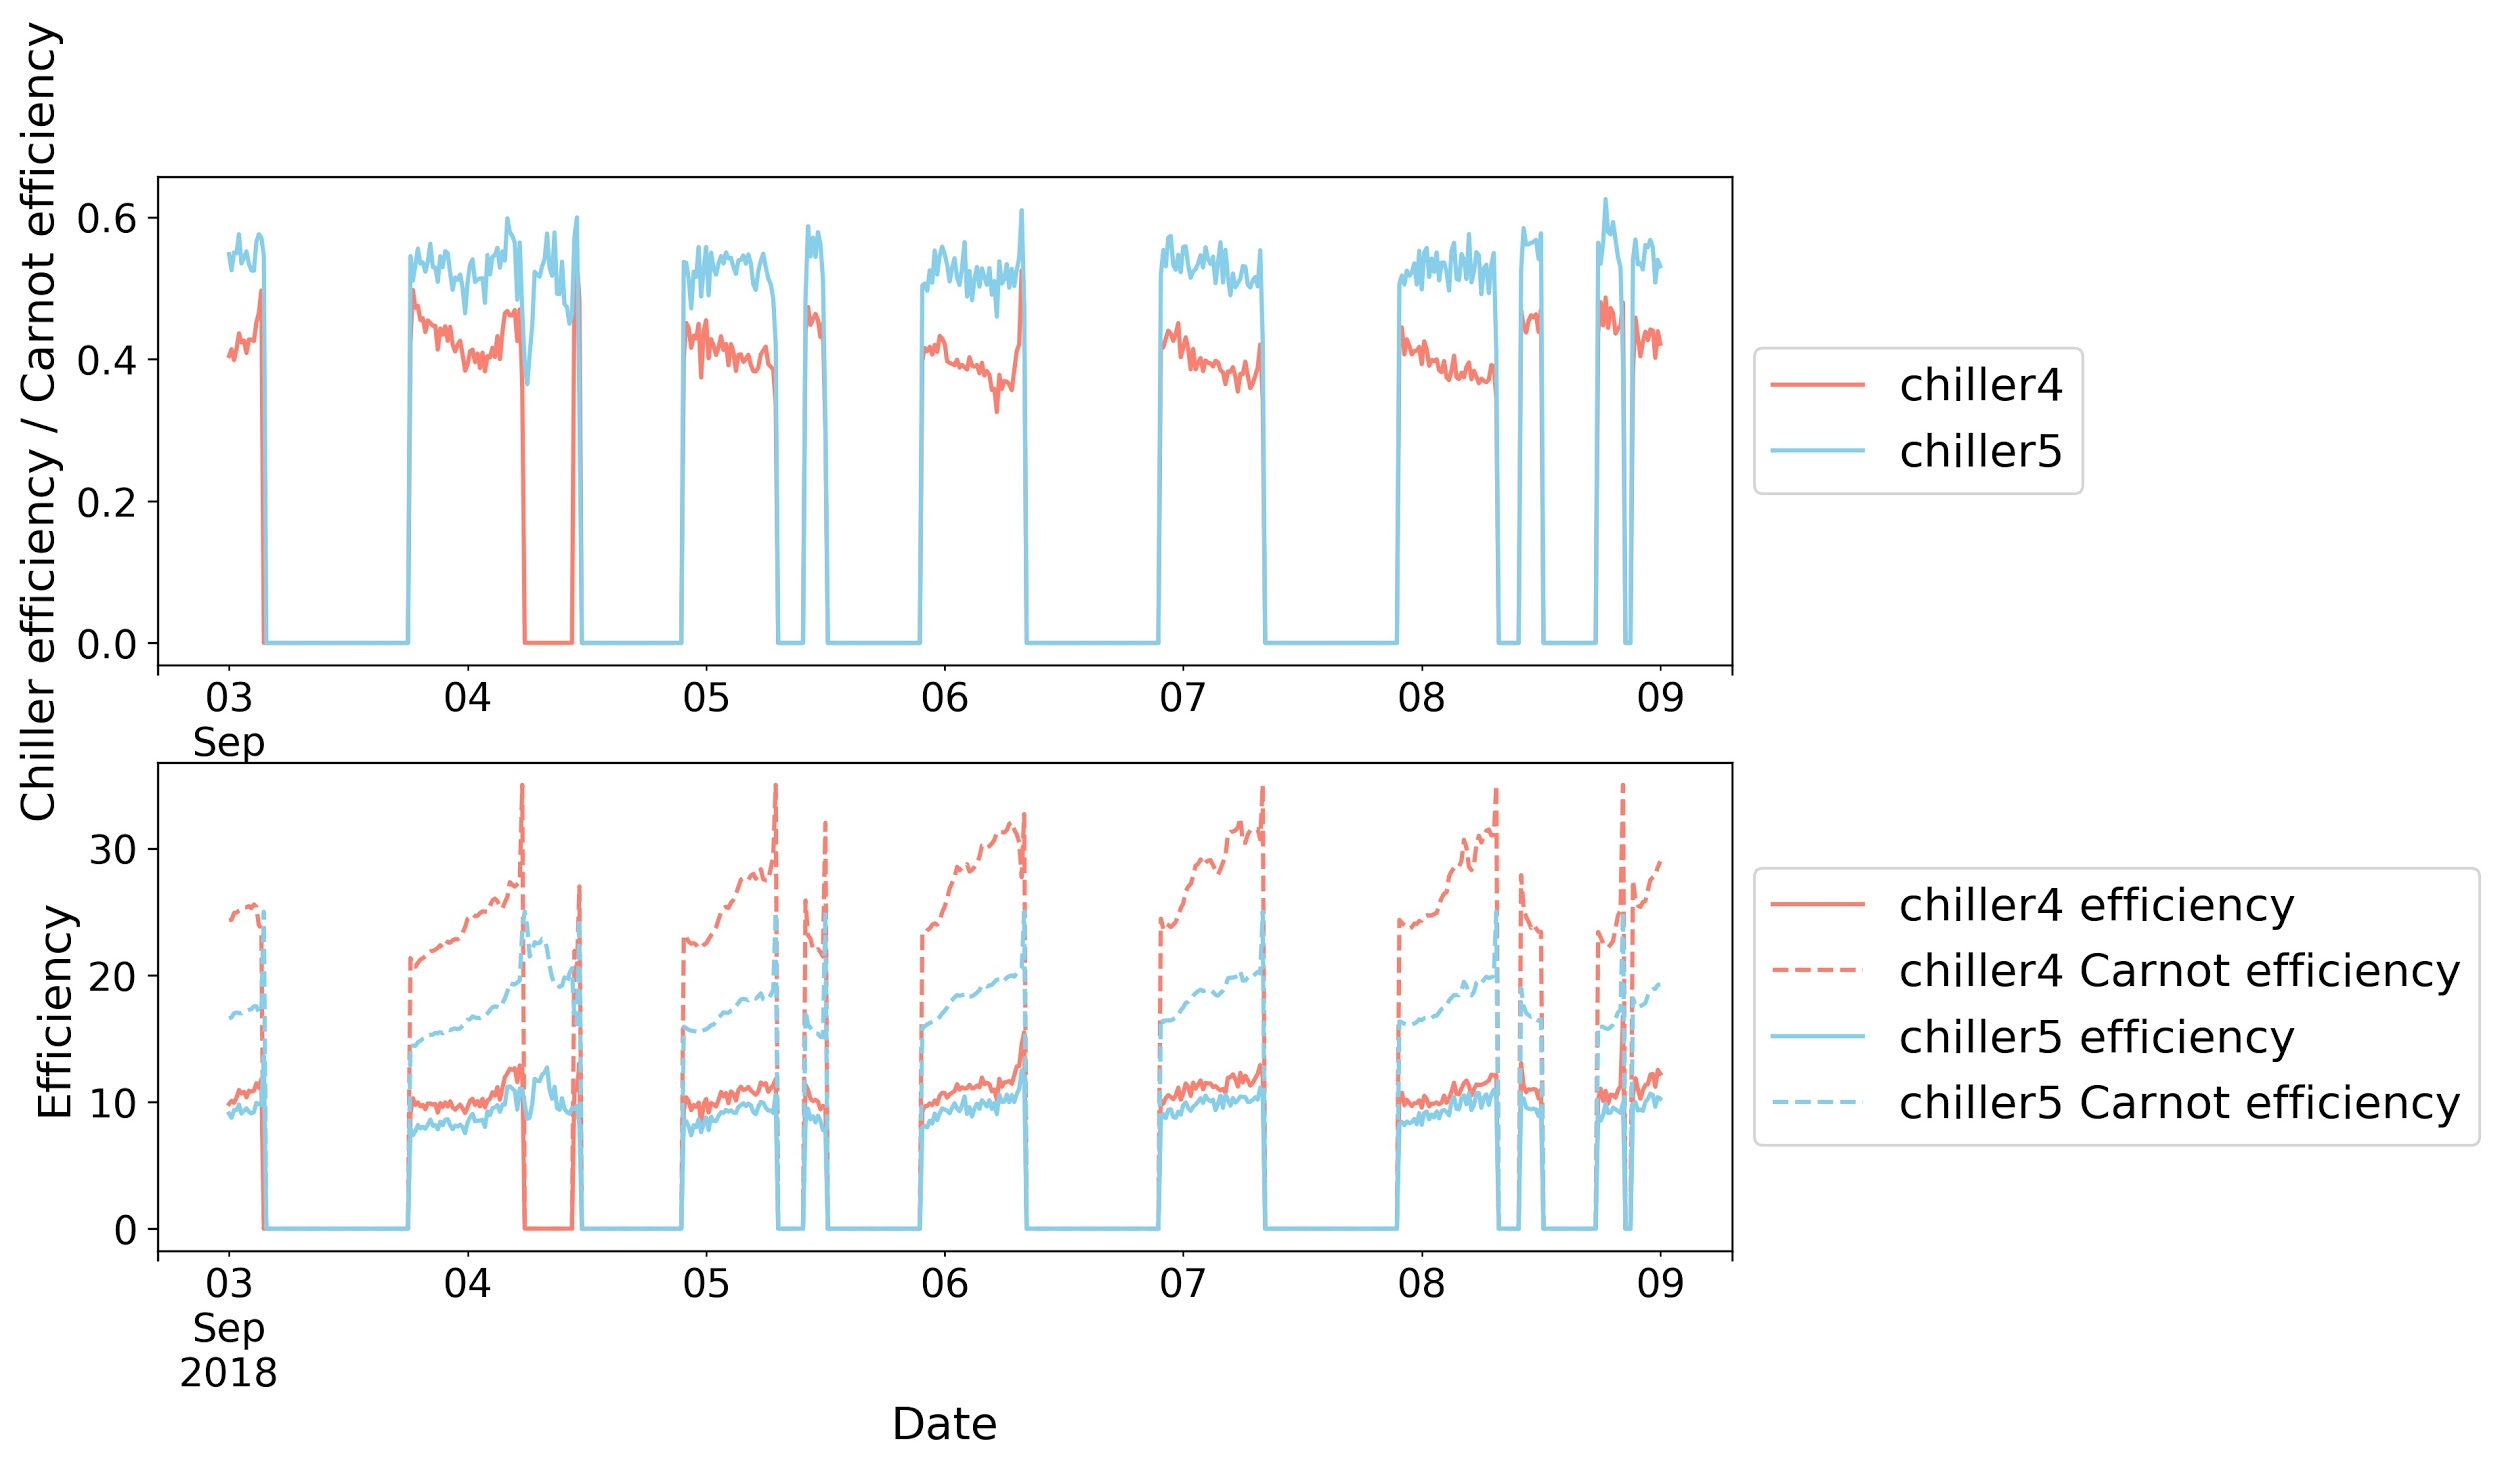 Chiller efficiency / Carnot efficiency
0.6
0.4
0.2
0.0
03 04 05 06 07 08 09
Sep
chiller4
chiller5
Efficiency
30
20
10
0
03 04 05 06 07 08 09
Sep
2018
Date
chiller4 efficiency
chiller4 Carnot efficiency
chiller5 efficiency
chiller5 Carnot efficiency